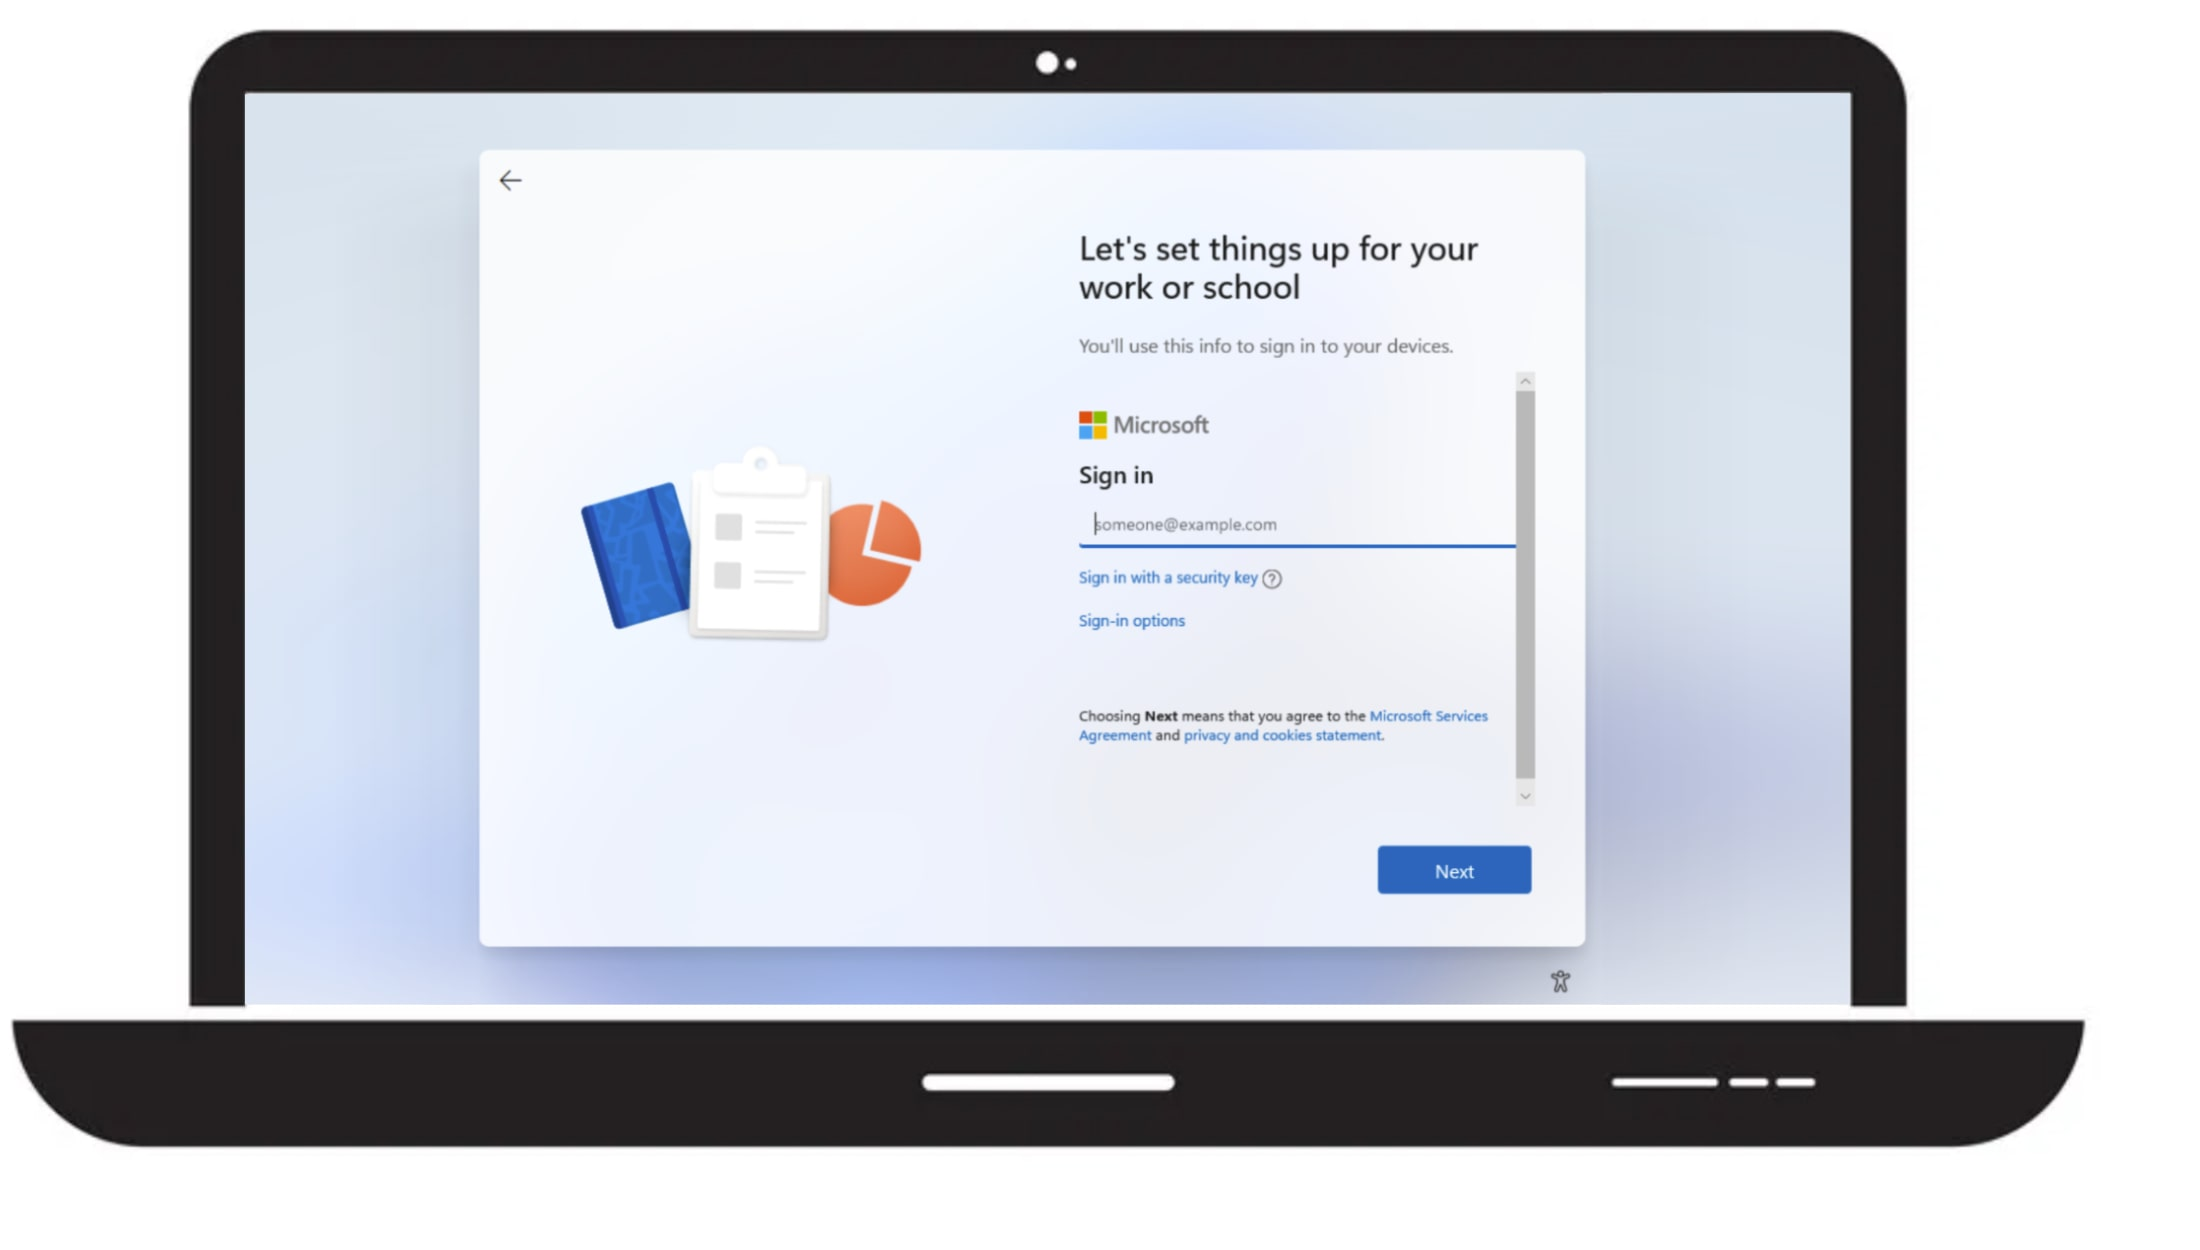 Let's set things up for your
work or school
You'll use this info to sign in to your devices.
Microsoft
Sign in
someone@example.com
Sign in with a security key
Sign-in options
Choosing Next means that you agree to the Microsoft Services
Agreement and privacy and cookies statement.
Next